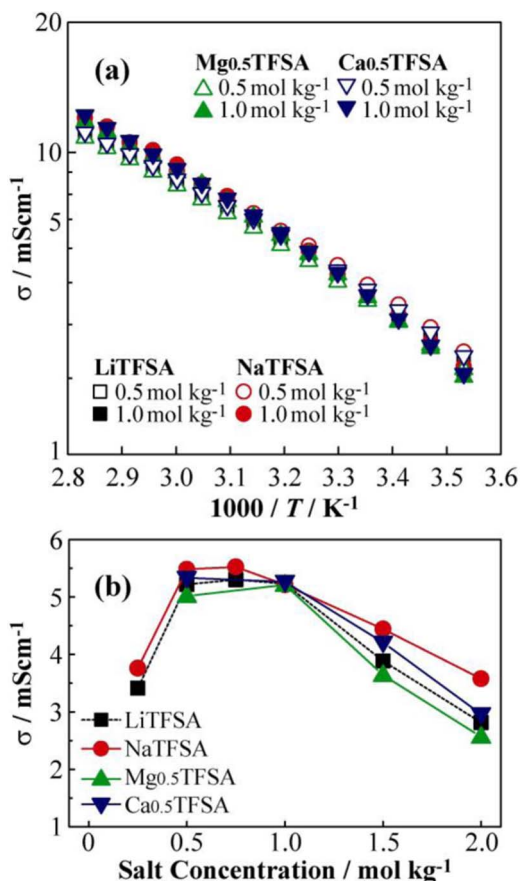 20
(a)
Mg0.5TFSA Ca0.5TFSA
0.5 mol kg-1 0.5 mol kg-1
1.0 mol kg-1 1.0 mol kg-1
10
5
σ / mScm-1
LiTFSA NaTFSA
0.5 mol kg-1 0.5 mol kg-1
1.0 mol kg-1 1.0 mol kg-1
1
2.8 2.9 3.0 3.1 3.2 3.3 3.4 3.5 3.6
1000 / T / K-1
6
(b)
5
4
σ / mScm-1
3
LiTFSA
NaTFSA
2
Mg0.5TFSA
Ca0.5TFSA
1
0 0.5 1.0 1.5 2.0
Salt Concentration / mol kg-1